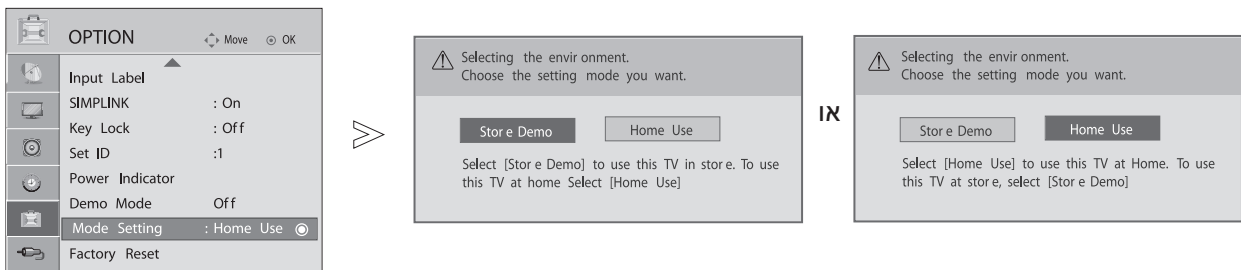 OPTION
Move
OK
Input Label
SIMPLINK : On
Key Lock : Off
Set ID :1
Power Indicator
Demo Mode Off
Mode Setting : Home Use
Factory Reset
Selecting the envir onment.
Choose the setting mode you want.
Stor e Demo
Home Use
Select [Stor e Demo] to use this TV in stor e. To use
this TV at home Select [Home Use]
או
Selecting the envir onment.
Choose the setting mode you want.
Stor e Demo
Home Use
Select [Home Use] to use this TV at Home. To use
this TV at stor e, select [Stor e Demo]